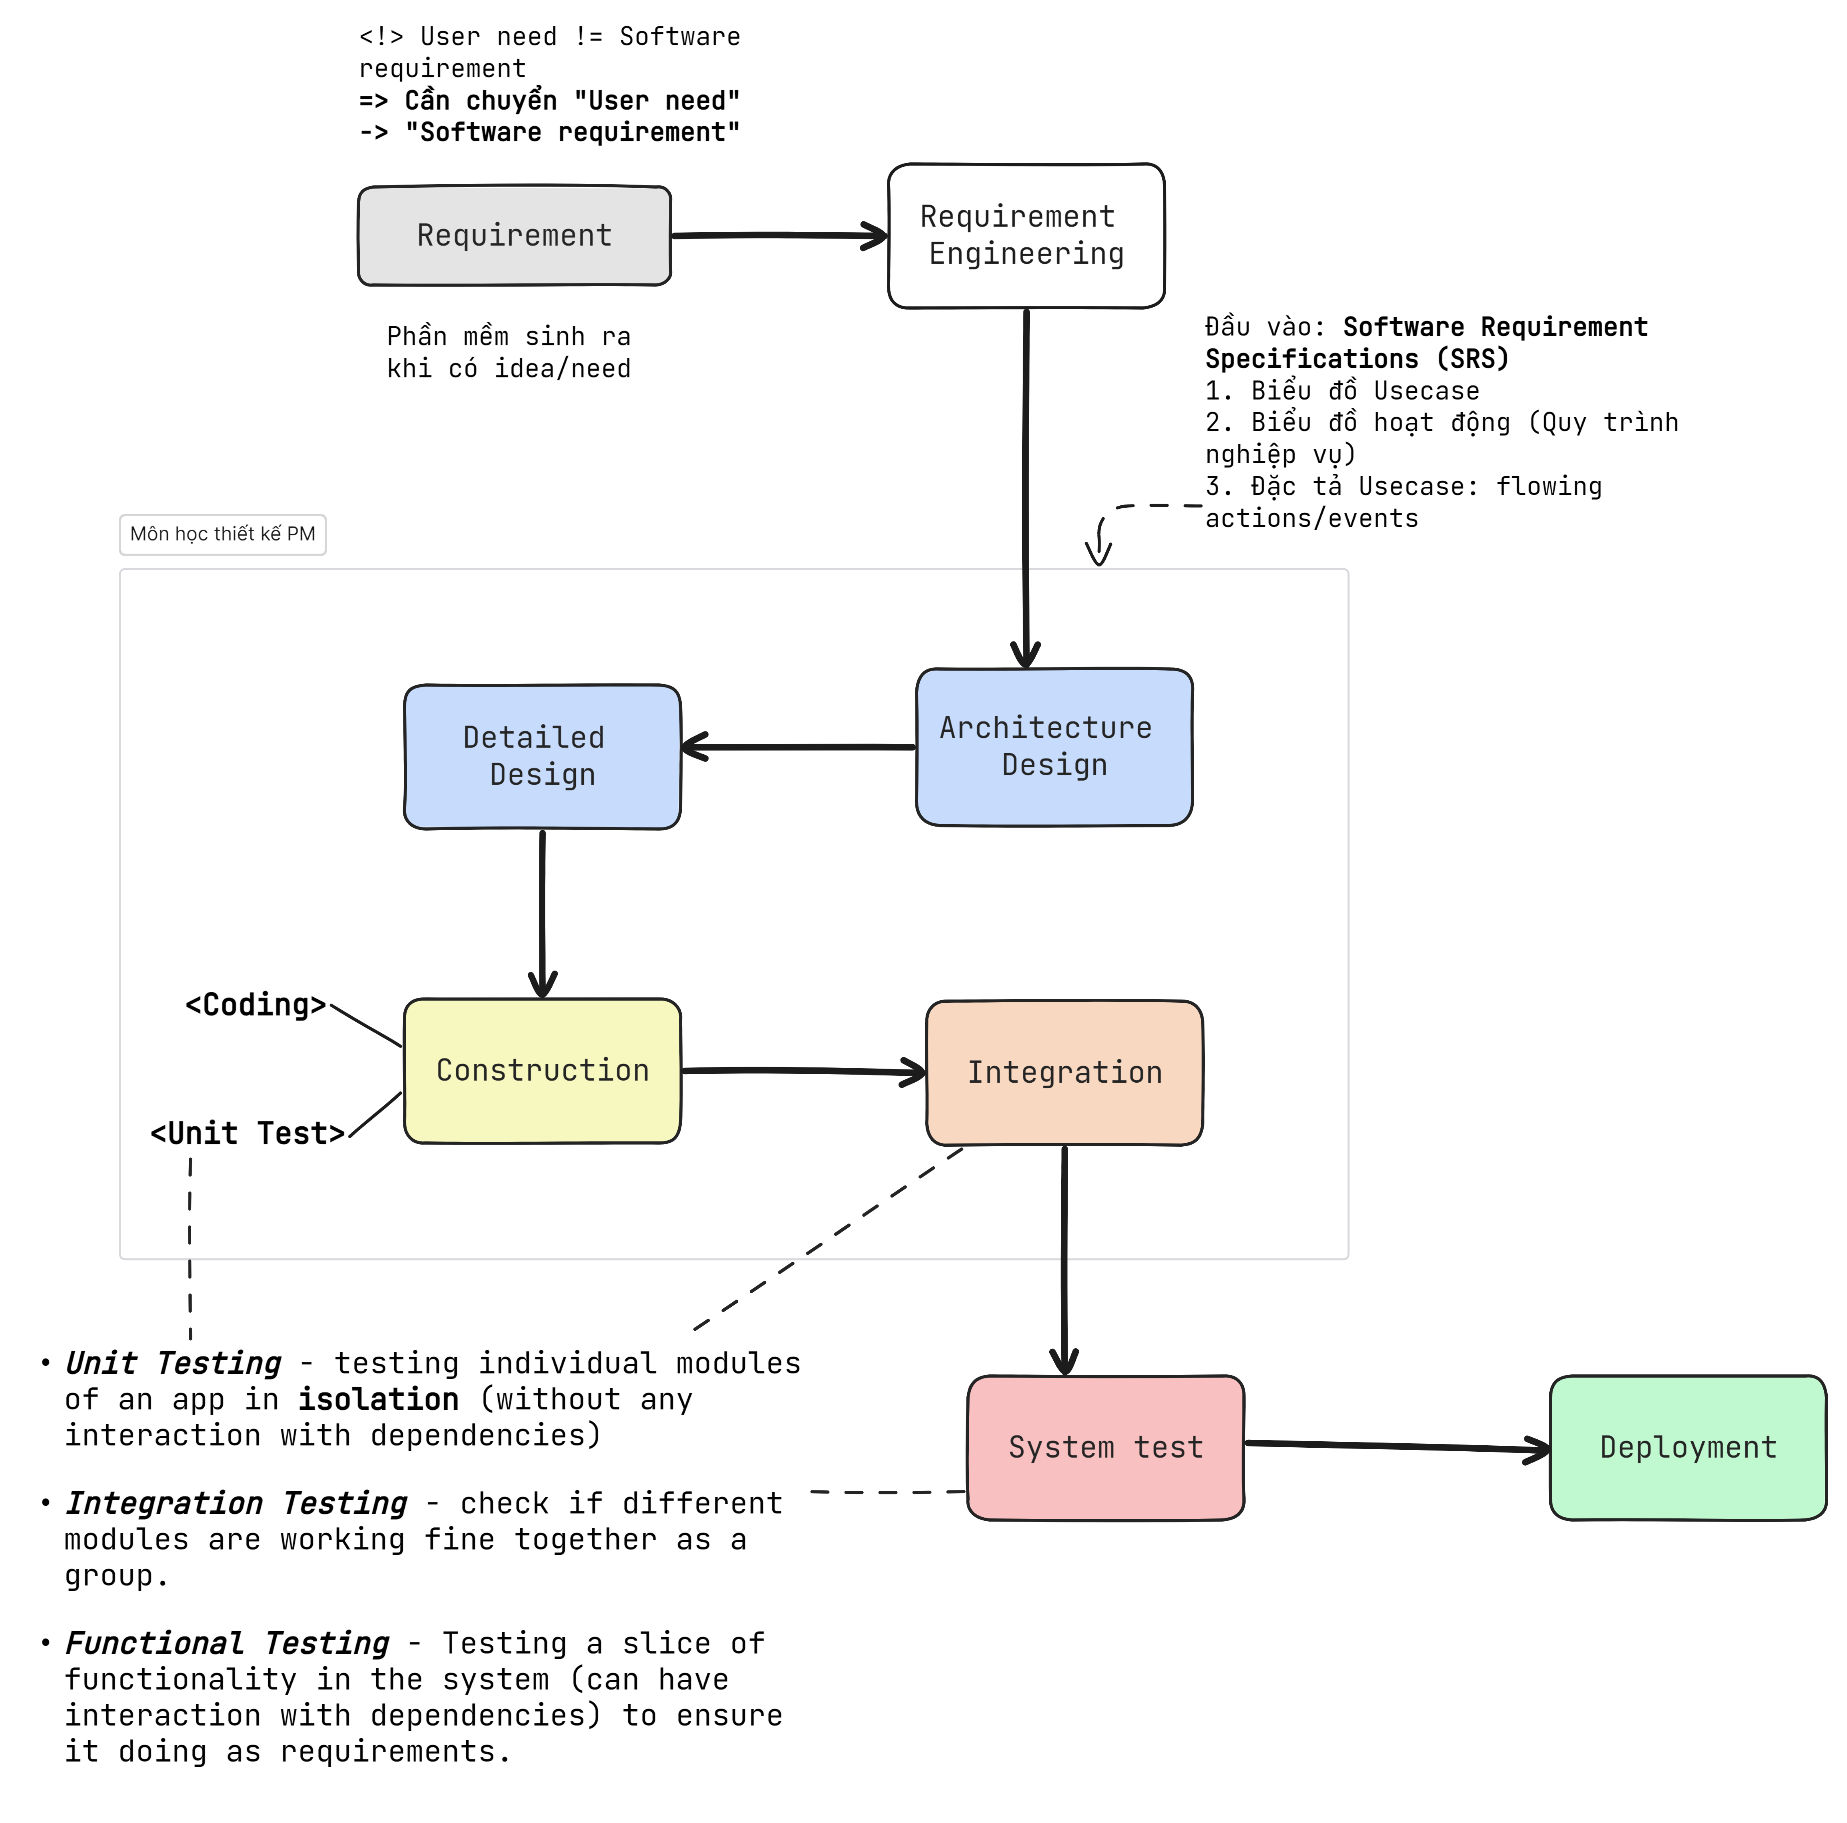 <!> User need != Software
requirement
=> Cần chuyển "User need"
-> "Software requirement"
Requirement
Requirement
Engineering
Phần mềm sinh ra
khi có idea/need
Đầu vào: Software Requirement
Specifications (SRS)
1. Biểu đồ Usecase
2. Biểu đồ hoạt động (Quy trình
nghiệp vụ)
3. Đặc tả Usecase: flowing
actions/events
Môn học thiết kế PM
Detailed
Design
Architecture
Design
<Coding>
Construction
Integration
<Unit Test>
• Unit Testing - testing individual modules
of an app in isolation (without any
interaction with dependencies)
• Integration Testing - check if different
modules are working fine together as a
group.
• Functional Testing - Testing a slice of
functionality in the system (can have
interaction with dependencies) to ensure
it doing as requirements.
System test
Deployment